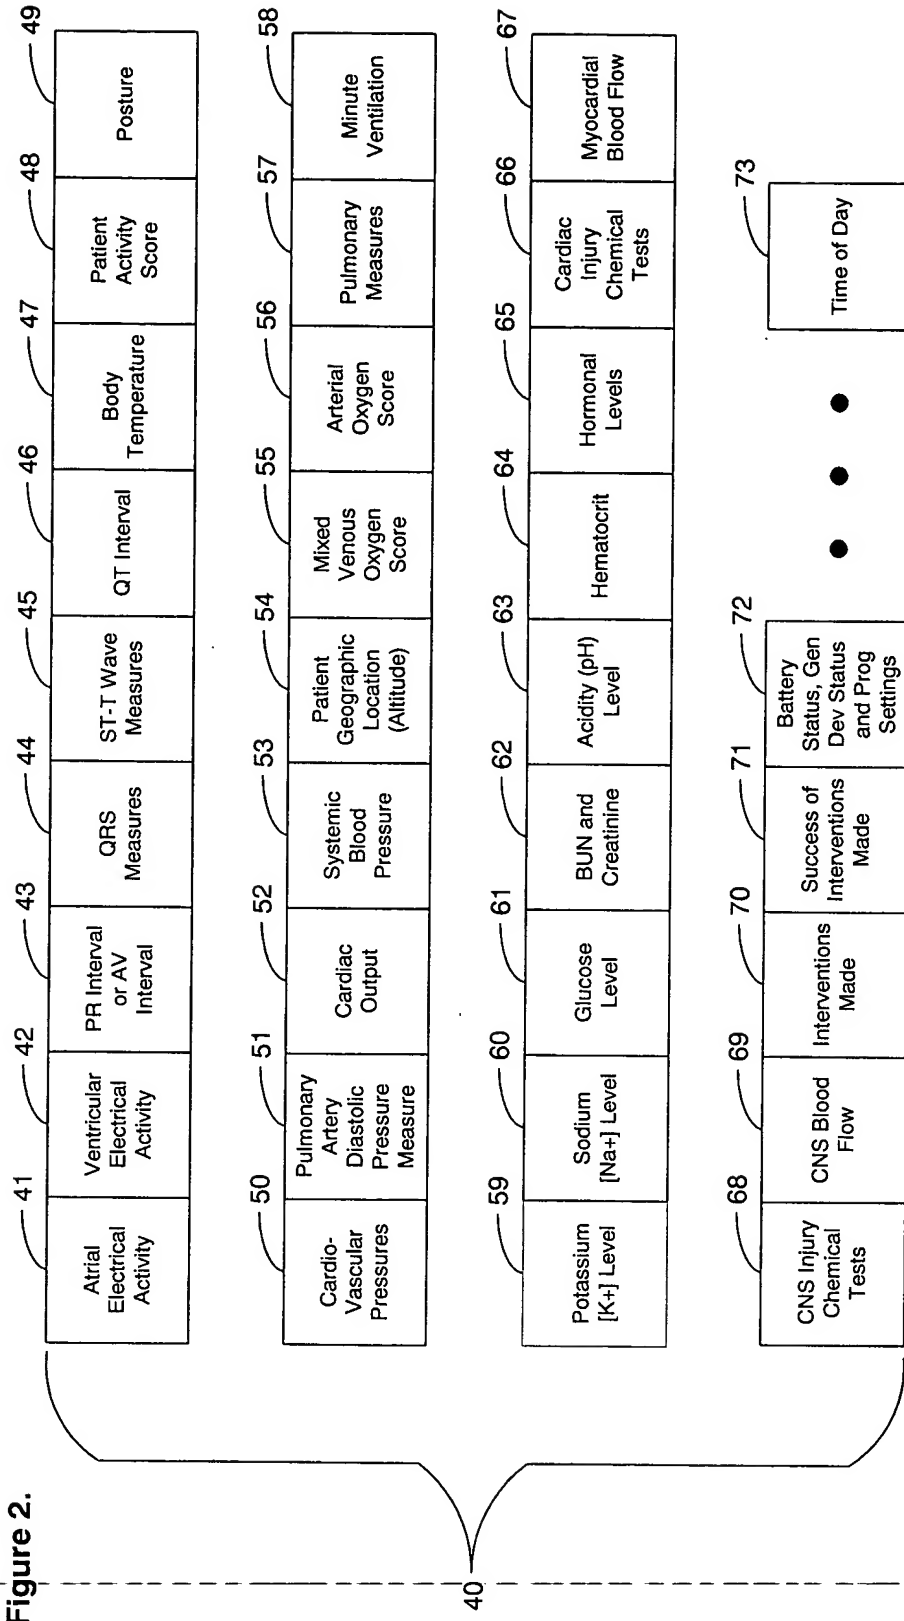 Figure 2.
40
41
42
43
44
45
46
47
48
49
Atrial
Electrical
Activity
Ventricular
Electrical
Activity
PR Interval
or AV
Interval
QRS
Measures
ST-T Wave
Measures
QT Interval
Body
Temperature
Patient
Activity
Score
Posture
50
51
52
53
54
55
56
57
58
Cardio-
Vascular
Pressures
Pulmonary
Artery
Diastolic
Pressure
Measure
Cardiac
Output
Systemic
Blood
Pressure
Patient
Geographic
Location
(Altitude)
Mixed
Venous
Oxygen
Score
Arterial
Oxygen
Score
Pulmonary
Measures
Minute
Ventilation
59
60
61
62
63
64
65
66
67
Potassium
[K+] Level
Sodium
[Na+] Level
Glucose
Level
BUN and
Creatinine
Acidity (pH)
Level
Hematocrit
Hormonal
Levels
Cardiac
Injury
Chemical
Tests
Myocardial
Blood Flow
68
69
70
71
72
73
CNS Injury
Chemical
Tests
CNS Blood
Flow
Interventions
Made
Success of
Interventions
Made
Battery
Status, Gen
Dev Status
and Prog
Settings
Time of Day